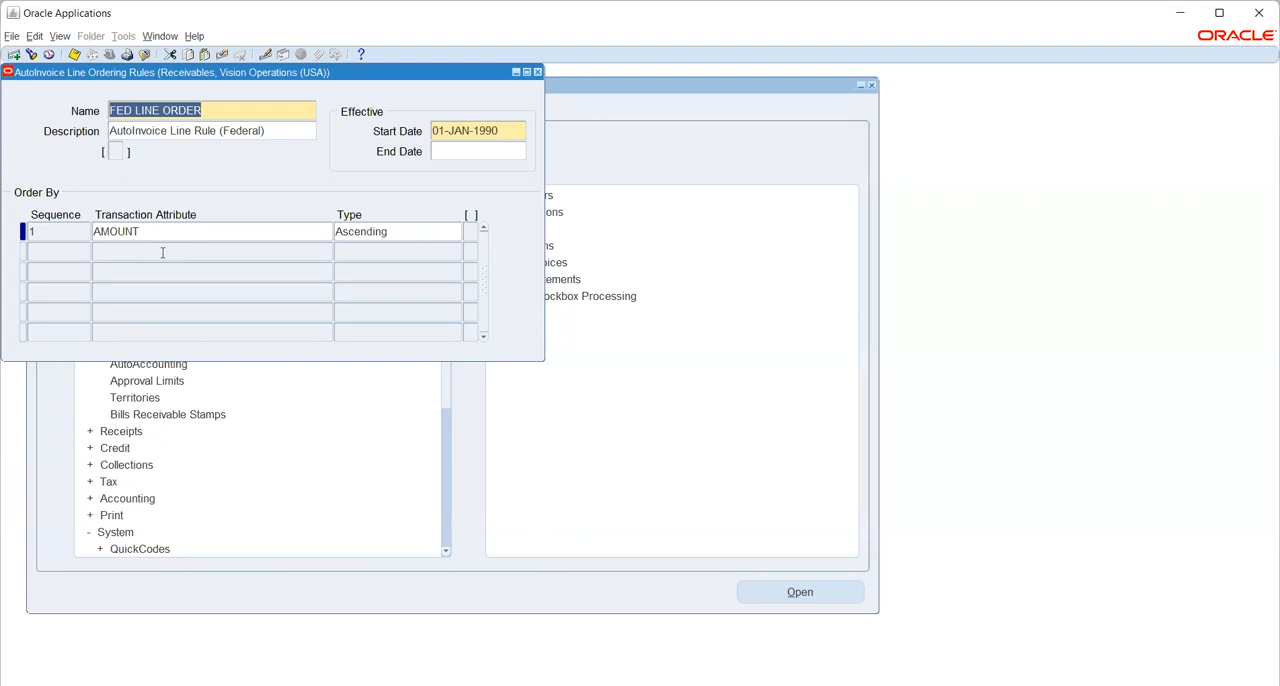 Oracle Applications
File Edit View Folder Tools Window Help
ORACLE
AutoInvoice Line Ordering Rules (Receivables, Vision Operations (USA))
Name FED LINE ORDER
Description AutoInvoice Line Rule (Federal)
[ ]
Effective
Start Date 01-JAN-1990
End Date
Order By
Sequence Transaction Attribute Type [ ]
1 AMOUNT Ascending
rs
ons
ns
oices
tements
ockbox Processing
AutoAccounting
Approval Limits
Territories
Bills Receivable Stamps
+ Receipts
+ Credit
+ Collections
+ Tax
+ Accounting
+ Print
- System
+ QuickCodes
Open